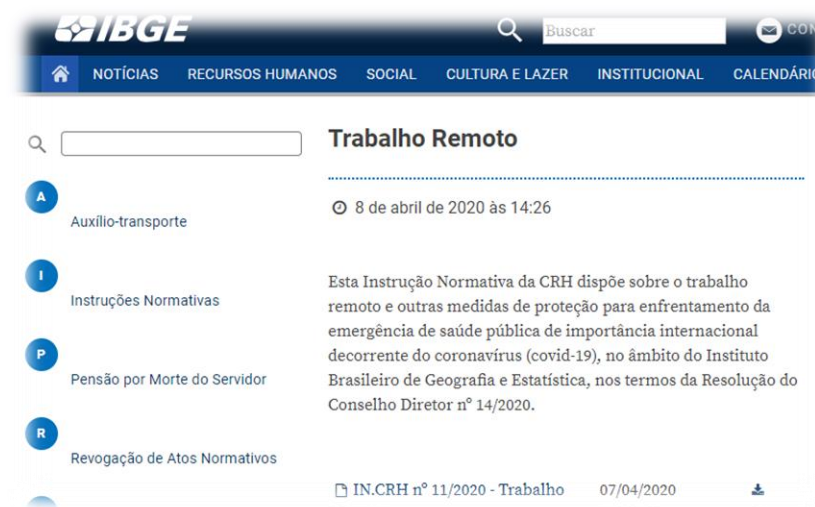 IBGE
Buscar
CON
NOTÍCIAS RECURSOS HUMANOS SOCIAL CULTURA E LAZER INSTITUCIONAL CALENDÁRIO
Trabalho Remoto
8 de abril de 2020 às 14:26
A
Auxílio-transporte
I
Instruções Normativas
P
Pensão por Morte do Servidor
R
Revogação de Atos Normativos
Esta Instrução Normativa da CRH dispõe sobre o trabalho
remoto e outras medidas de proteção para enfrentamento da
emergência de saúde pública de importância internacional
decorrente do coronavírus (covid-19), no âmbito do Instituto
Brasileiro de Geografia e Estatística, nos termos da Resolução do
Conselho Diretor nº 14/2020.
IN.CRH nº 11/2020 - Trabalho 07/04/2020